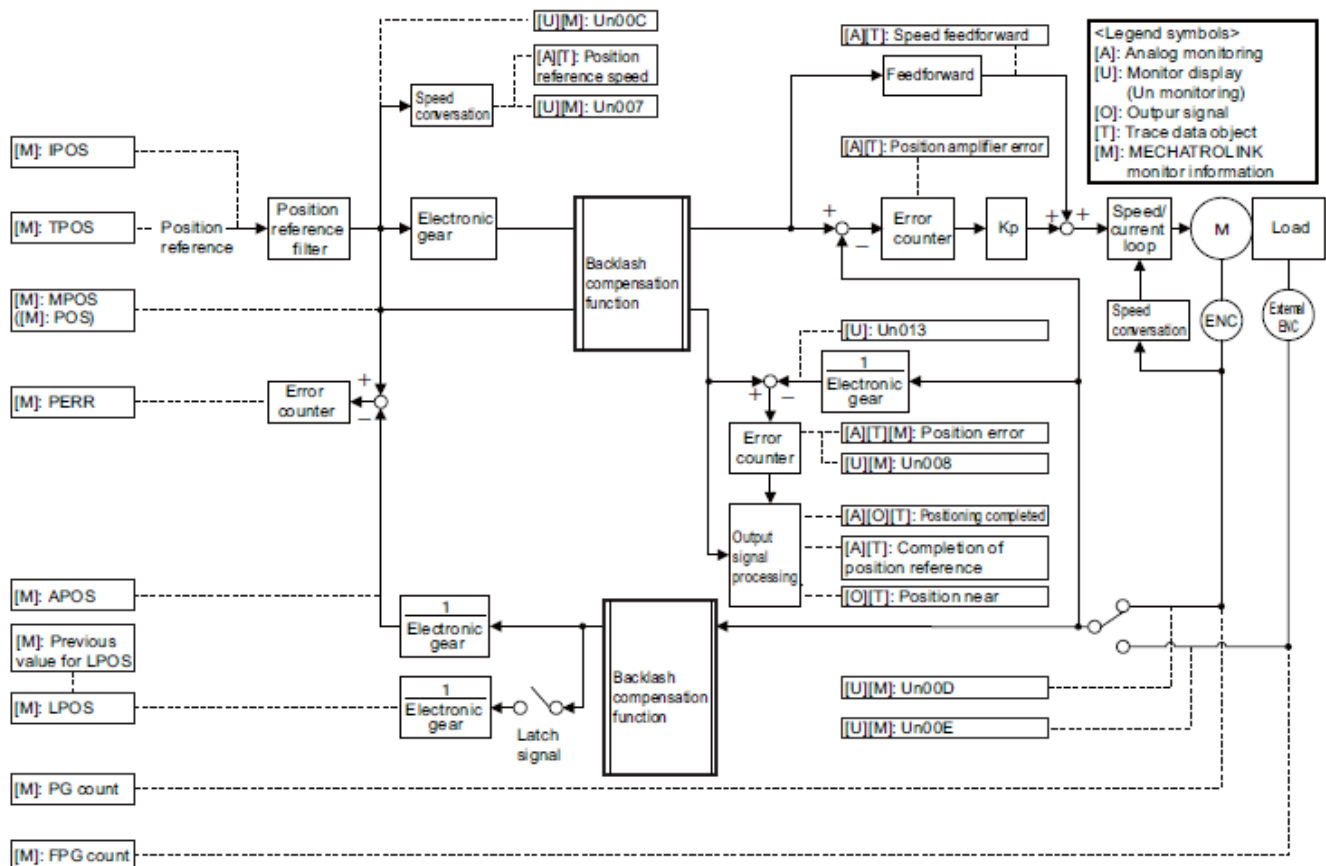 [U][M]: Un00C
[A][T]: Position
reference speed
[U][M]: Un007
Speed
conversation
[A][T]: Speed feedforward
Feedforward
[A][T]: Position amplifier error
<Legend symbols>
[A]: Analog monitoring
[U]: Monitor display
(Un monitoring)
[O]: Outpur signal
[T]: Trace data object
[M]: MECHATROLINK
monitor information
[M]: IPOS
[M]: TPOS
Position
reference
Position
reference
filter
Electronic
gear
Backlash
compensation
function
+
−
Error
counter
Kp
+
+
Speed/
current
loop
M
Load
[M]: MPOS
([M]: POS)
[U]: Un013
Speed
conversation
ENC
External
ENC
[M]: PERR
Error
counter
+
−
+
−
1
Electronic
gear
Error
counter
[A][T][M]: Position error
[U][M]: Un008
Output
signal
processing
[A][O][T]: Positioning completed
[A][T]: Completion of
position reference
[O][T]: Position near
[M]: APOS
1
Electronic
gear
[M]: Previous
value for LPOS
[M]: LPOS
1
Electronic
gear
Latch
signal
Backlash
compensation
function
[U][M]: Un00D
[U][M]: Un00E
[M]: PG count
[M]: FPG count